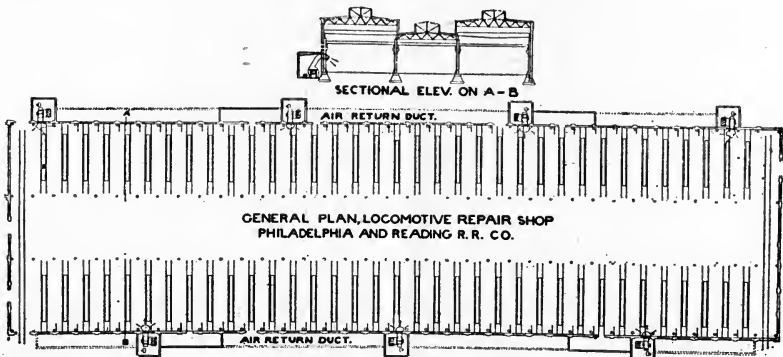 SECTIONAL ELEV. ON A-B
A
AIR RETURN DUCT.
GENERAL PLAN, LOCOMOTIVE REPAIR SHOP
PHILADELPHIA AND READING R.R. CO.
B
AIR RETURN DUCT.